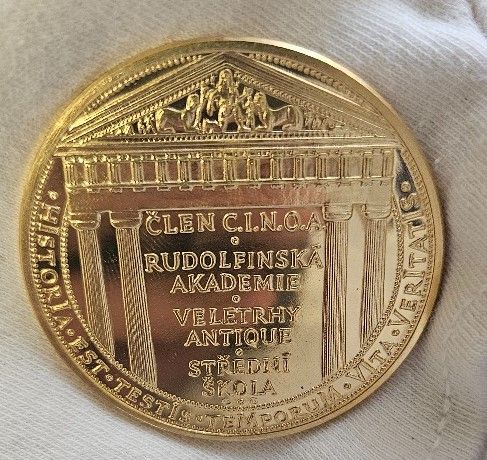 ČLEN C.I.N.O.A
RUDOLFINSKÁ
AKADEMIE
VELETRHY
ANTIQUE
STŘEDNÍ
ŠKOLA
HISTORIA · EST · TESTIS · TEMPORUM · VITA · VERITATIS